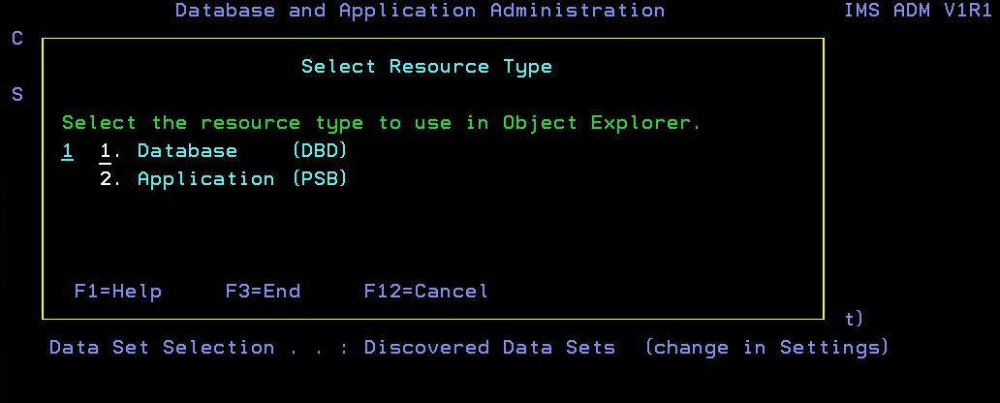 Database and Application Administration IMS ADM V1R1
C
Select Resource Type
S
Select the resource type to use in Object Explorer.
1 1. Database (DBD)
2. Application (PSB)
F1=Help F3=End F12=Cancel
t)
Data Set Selection . . : Discovered Data Sets (change in Settings)